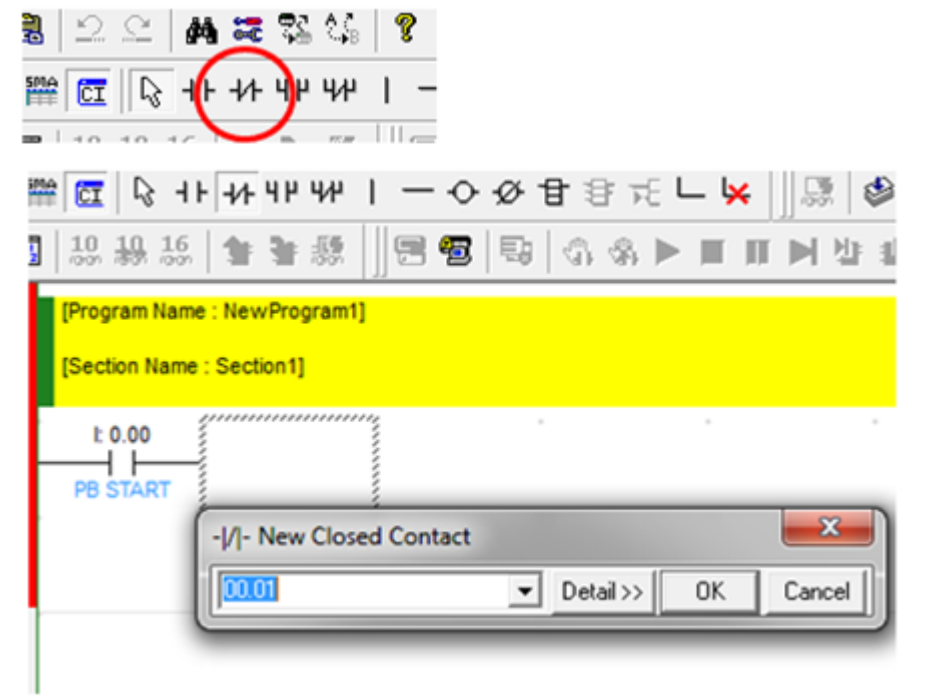 SMA CI
CI
10 10 16
[Program Name : NewProgram1]
[Section Name : Section1]
I: 0.00
PB START
-|/|- New Closed Contact
00.01 Detail >> OK Cancel